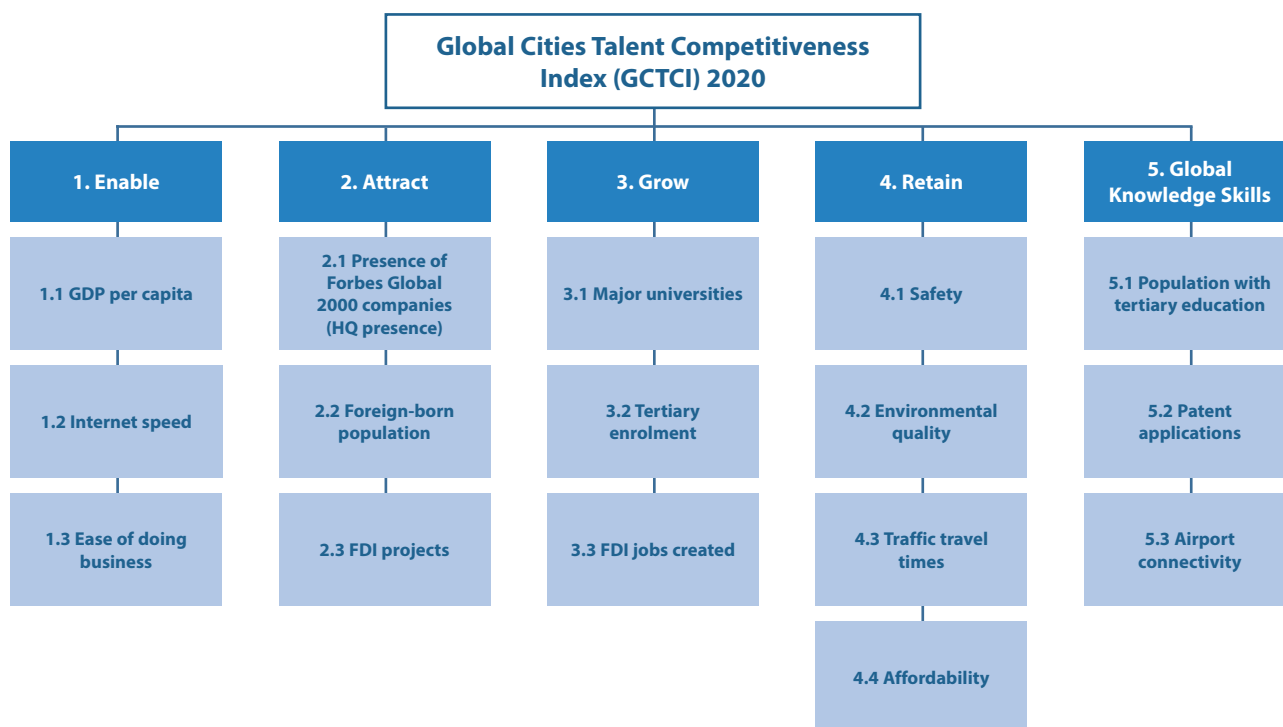 Global Cities Talent Competitiveness
Index (GCTCI) 2020
1. Enable
2. Attract
3. Grow
4. Retain
5. Global
Knowledge Skills
1.1 GDP per capita
2.1 Presence of
Forbes Global
2000 companies
(HQ presence)
3.1 Major universities
4.1 Safety
5.1 Population with
tertiary education
1.2 Internet speed
2.2 Foreign-born
population
3.2 Tertiary
enrolment
4.2 Environmental
quality
5.2 Patent
applications
1.3 Ease of doing
business
2.3 FDI projects
3.3 FDI jobs created
4.3 Traffic travel
times
5.3 Airport
connectivity
4.4 Affordability